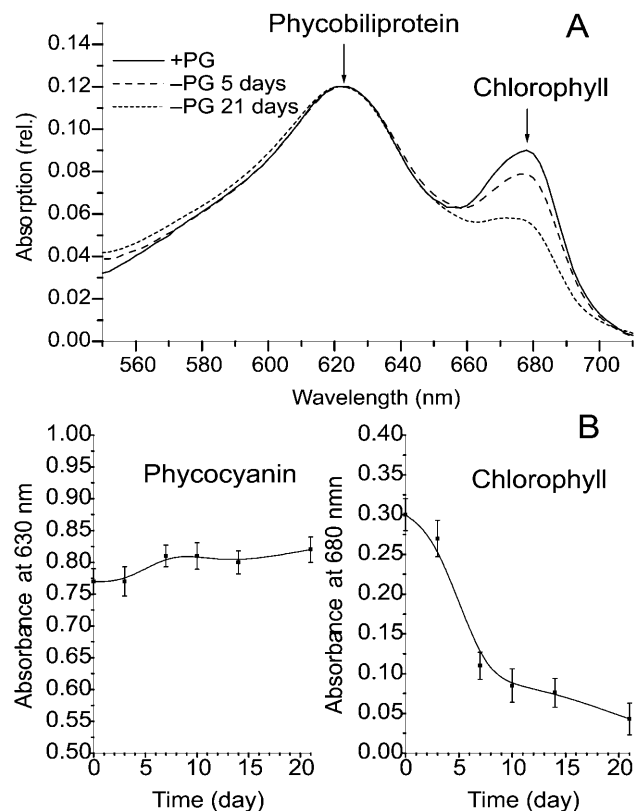 Phycobiliprotein
A
+PG
–PG 5 days
–PG 21 days
Chlorophyll
Absorption (rel.)
0.14
0.12
0.10
0.08
0.06
0.04
0.02
0.00
560 580 600 620 640 660 680 700
Wavelength (nm)
B
Phycocyanin
Absorbance at 630 nm
1.00
0.95
0.90
0.85
0.80
0.75
0.70
0.65
0.60
0.55
0.50
0 5 10 15 20
Time (day)
Chlorophyll
Absorbance at 680 nmn
0.40
0.35
0.30
0.25
0.20
0.15
0.10
0.05
0.00
0 5 10 15 20
Time (day)